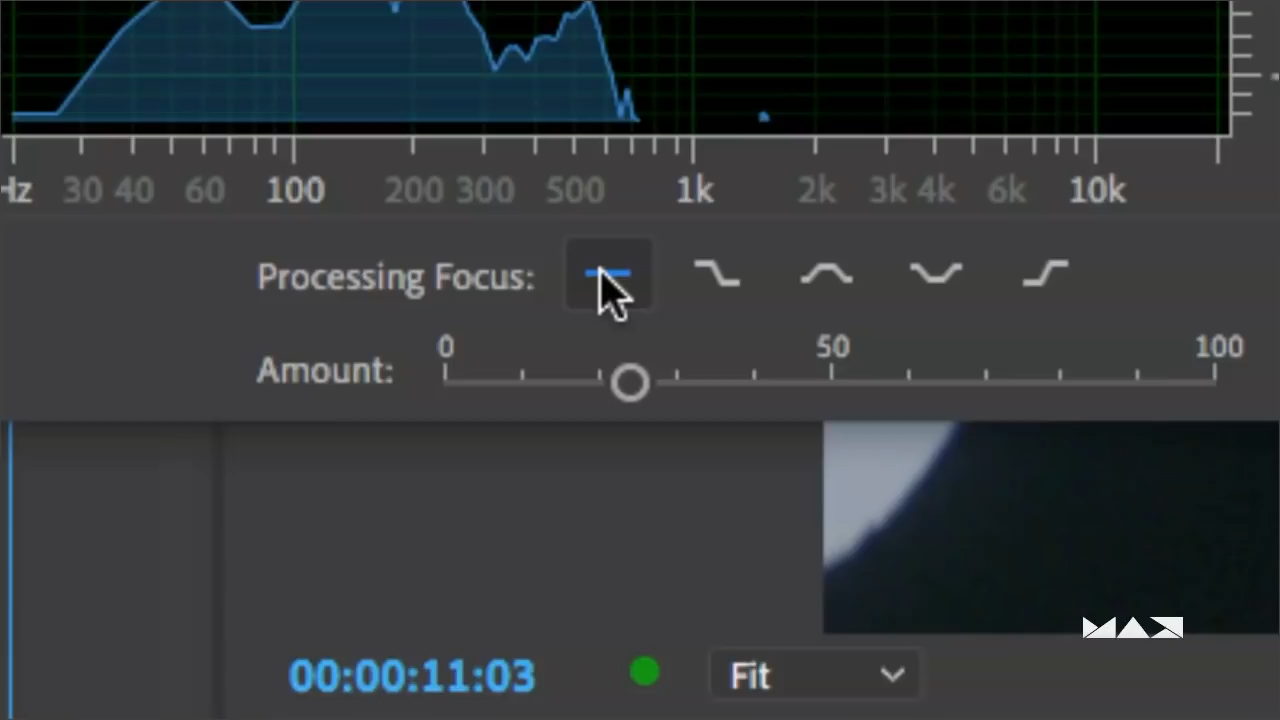 Hz 30 40 60 100 200 300 500 1k 2k 3k 4k 6k 10k
Processing Focus:
0 50 100
Amount:
MAX
00:00:11:03 Fit